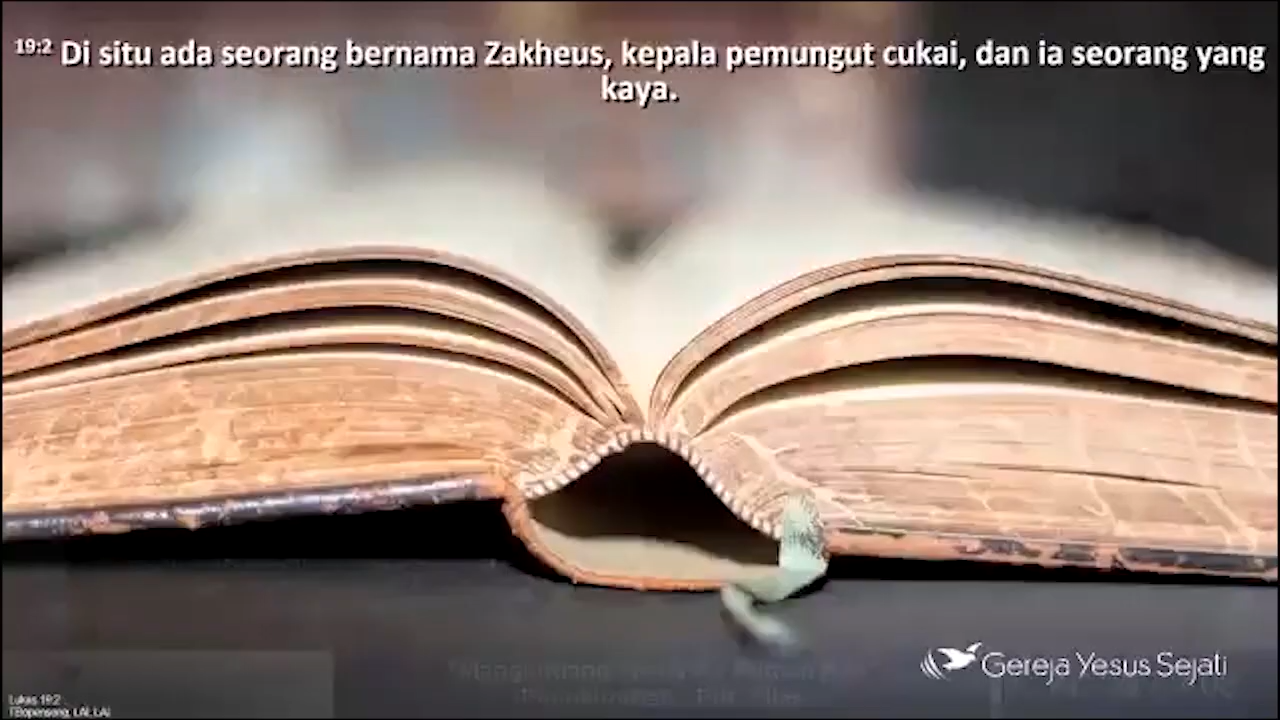 19:2 Di situ ada seorang bernama Zakheus, kepala pemungut cukai, dan ia seorang yang
kaya.
Gereja Yesus Sejati
Lukas 19:2